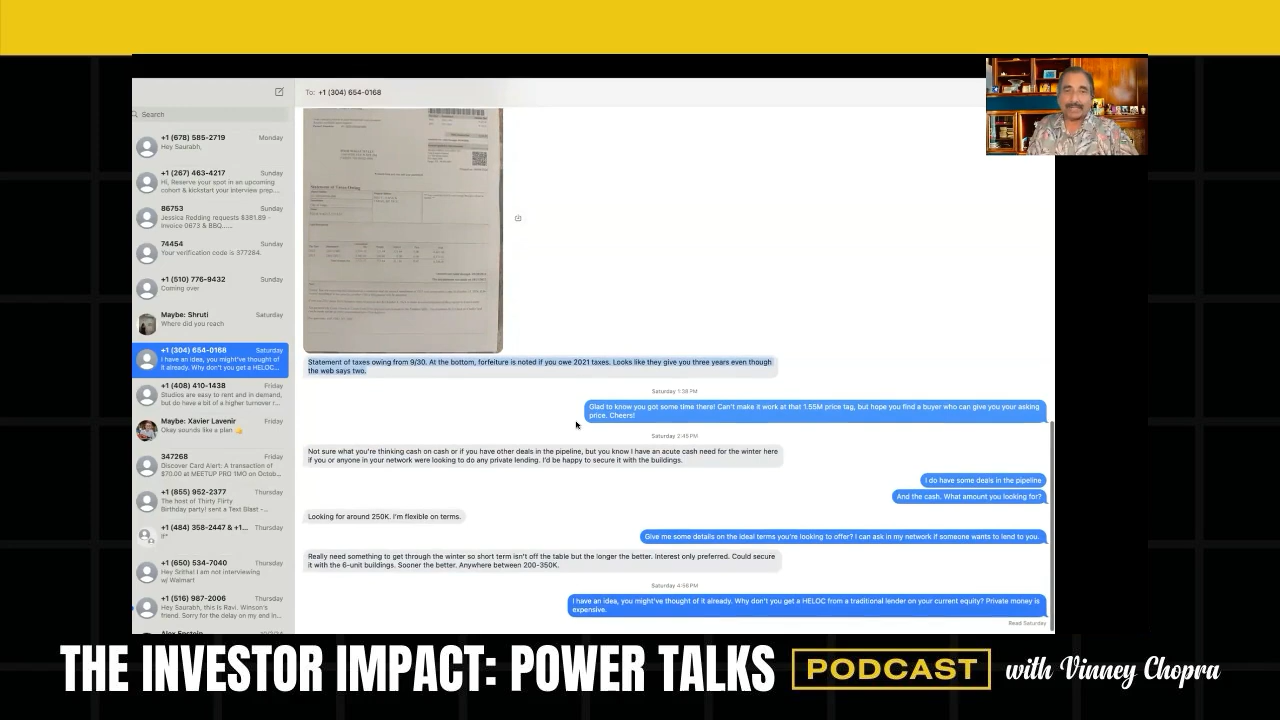 To: +1 (304) 654-0168
Search
+1 (678) 585-2719 Monday
Hey Saurabh,
+1 (267) 463-4217 Sunday
Hi, Reserve your spot in an upcoming
cohort & kickstart your interview prep...
86753 Sunday
Jessica Redding requests $381.89 -
Invoice 0673 & BBQ......
74454 Sunday
Your verification code is 377284.
+1 (510) 776-9432 Sunday
Coming over
Maybe: Shruti Saturday
Where did you reach
+1 (304) 654-0168 Saturday
I have an idea, you might've thought of
it already. Why don't you get a HELOC...
+1 (408) 410-1438 Friday
Studios are easy to rent and in demand,
but do have a bit of a higher turnover r...
Maybe: Xavier Lavenir Friday
Okay sounds like a plan 👍
347268 Friday
Discover Card Alert: A transaction of
$70.00 at MEETUP PRO 1MO on Octob...
+1 (855) 952-2377 Thursday
The host of Thirty Flirty
Birthday party! sent a Text Blast -...
+1 (484) 358-2447 & +1... Thursday
+1 (650) 534-7040 Thursday
Hey Stitha! I am not interviewing
w/ Walmart
+1 (516) 987-2006 Thursday
Hey Saurabh, this is Ravi. Winson's
friend. Sorry for the delay on my end in...
Alex Epstein
Statement of Taxes Owing
Statement of taxes owing from 9/30. At the bottom, forfeiture is noted if you owe 2021 taxes. Looks like they give you three years even though
the web says two.
Saturday 1:38 PM
Glad to know you got some time there! Can't make it work at that 1.55M price tag, but hope you find a buyer who can give you your asking
price. Cheers!
Saturday 2:45 PM
Not sure what you're thinking cash on cash or if you have other deals in the pipeline, but you know I have an acute cash need for the winter here
if you or anyone in your network were looking to do any private lending. I'd be happy to secure it with the buildings.
I do have some deals in the pipeline
And the cash. What amount you looking for?
Looking for around 250K. I'm flexible on terms.
Give me some details on the ideal terms you're looking to offer? I can ask in my network if someone wants to lend to you.
Really need something to get through the winter so short term isn't off the table but the longer the better. Interest only preferred. Could secure
it with the 6-unit buildings. Sooner the better. Anywhere between 200-350K.
Saturday 4:56 PM
I have an idea, you might've thought of it already. Why don't you get a HELOC from a traditional lender on your current equity? Private money is
expensive.
Read Saturday
THE INVESTOR IMPACT: POWER TALKS PODCAST with Vinney Chopra